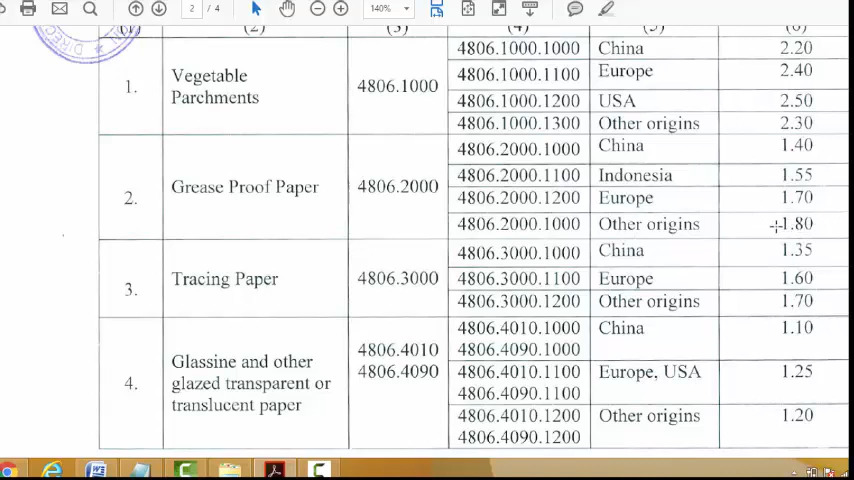 2 / 4
140%
(2) (3) (4) (5) (6)
1. Vegetable Parchments 4806.1000 4806.1000.1000 China 2.20
4806.1000.1100 Europe 2.40
4806.1000.1200 USA 2.50
4806.1000.1300 Other origins 2.30
2. Grease Proof Paper 4806.2000 4806.2000.1000 China 1.40
4806.2000.1100 Indonesia 1.55
4806.2000.1200 Europe 1.70
4806.2000.1000 Other origins 1.80
3. Tracing Paper 4806.3000 4806.3000.1000 China 1.35
4806.3000.1100 Europe 1.60
4806.3000.1200 Other origins 1.70
4. Glassine and other glazed transparent or translucent paper 4806.4010 4806.4090 4806.4010.1000 4806.4090.1000 China 1.10
4806.4010.1100 4806.4090.1100 Europe, USA 1.25
4806.4010.1200 4806.4090.1200 Other origins 1.20